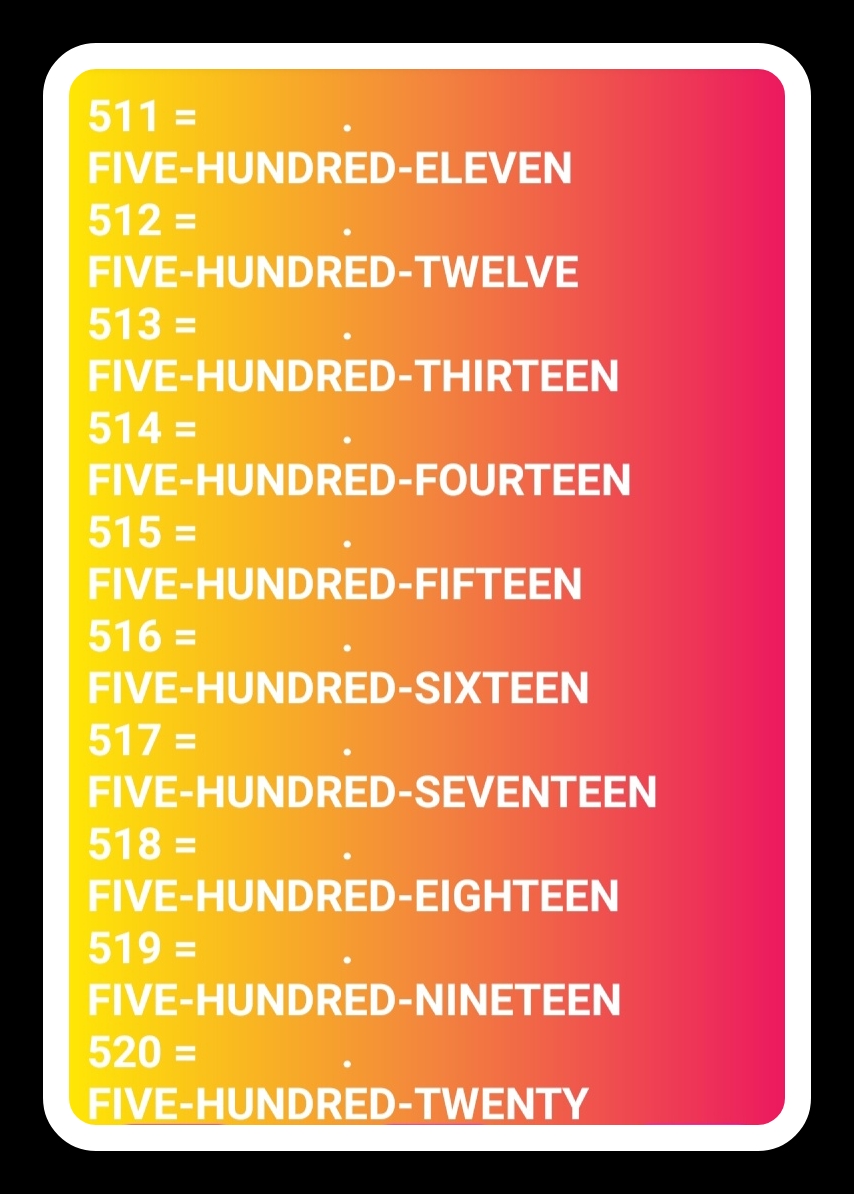 511 = .
FIVE-HUNDRED-ELEVEN
512 = .
FIVE-HUNDRED-TWELVE
513 = .
FIVE-HUNDRED-THIRTEEN
514 = .
FIVE-HUNDRED-FOURTEEN
515 = .
FIVE-HUNDRED-FIFTEEN
516 = .
FIVE-HUNDRED-SIXTEEN
517 = .
FIVE-HUNDRED-SEVENTEEN
518 = .
FIVE-HUNDRED-EIGHTEEN
519 = .
FIVE-HUNDRED-NINETEEN
520 = .
FIVE-HUNDRED-TWENTY